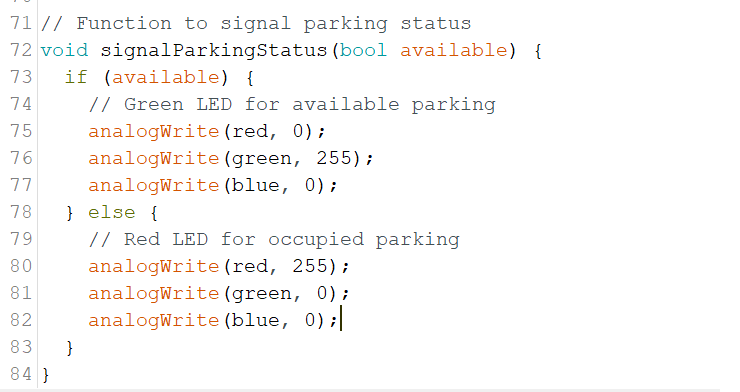 71 // Function to signal parking status
72 void signalParkingStatus(bool available) {
73   if (available) {
74     // Green LED for available parking
75     analogWrite(red, 0);
76     analogWrite(green, 255);
77     analogWrite(blue, 0);
78   } else {
79     // Red LED for occupied parking
80     analogWrite(red, 255);
81     analogWrite(green, 0);
82     analogWrite(blue, 0);
83   }
84 }